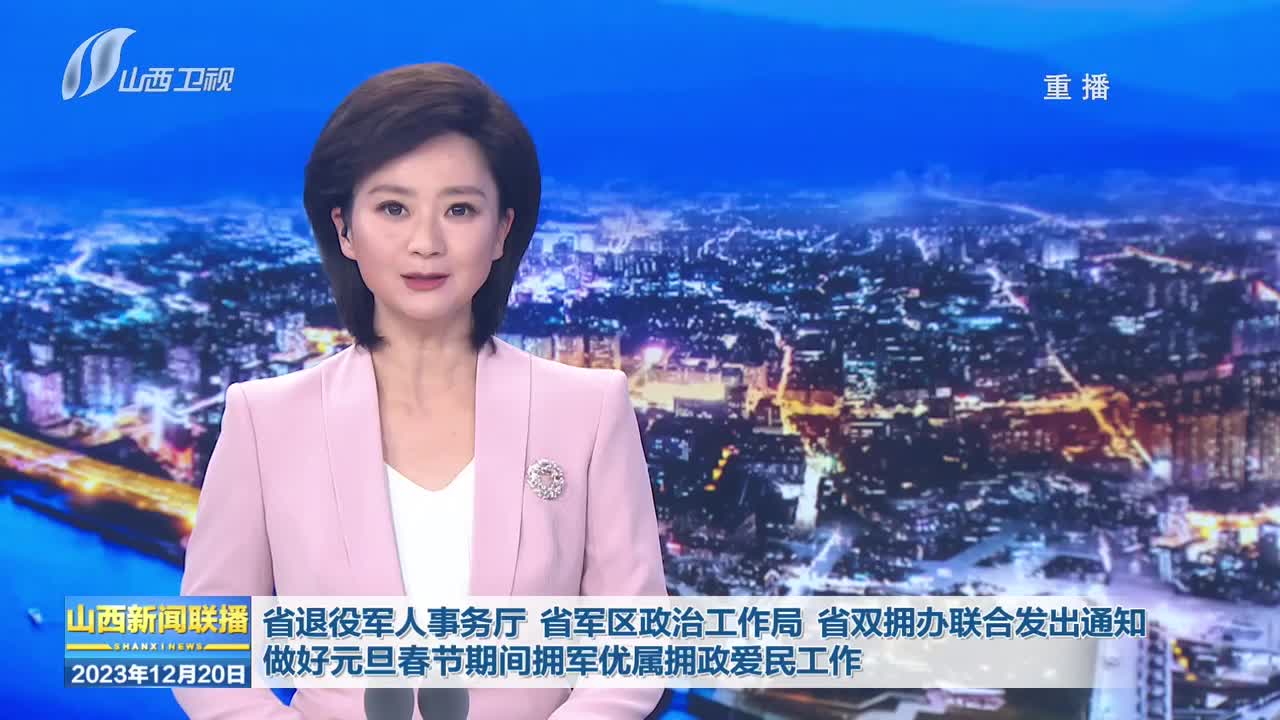 山西卫视
重播
山西新闻联播
SHANXI NEWS
2023年12月20日
省退役军人事务厅 省军区政治工作局 省双拥办联合发出通知
做好元旦春节期间拥军优属拥政爱民工作